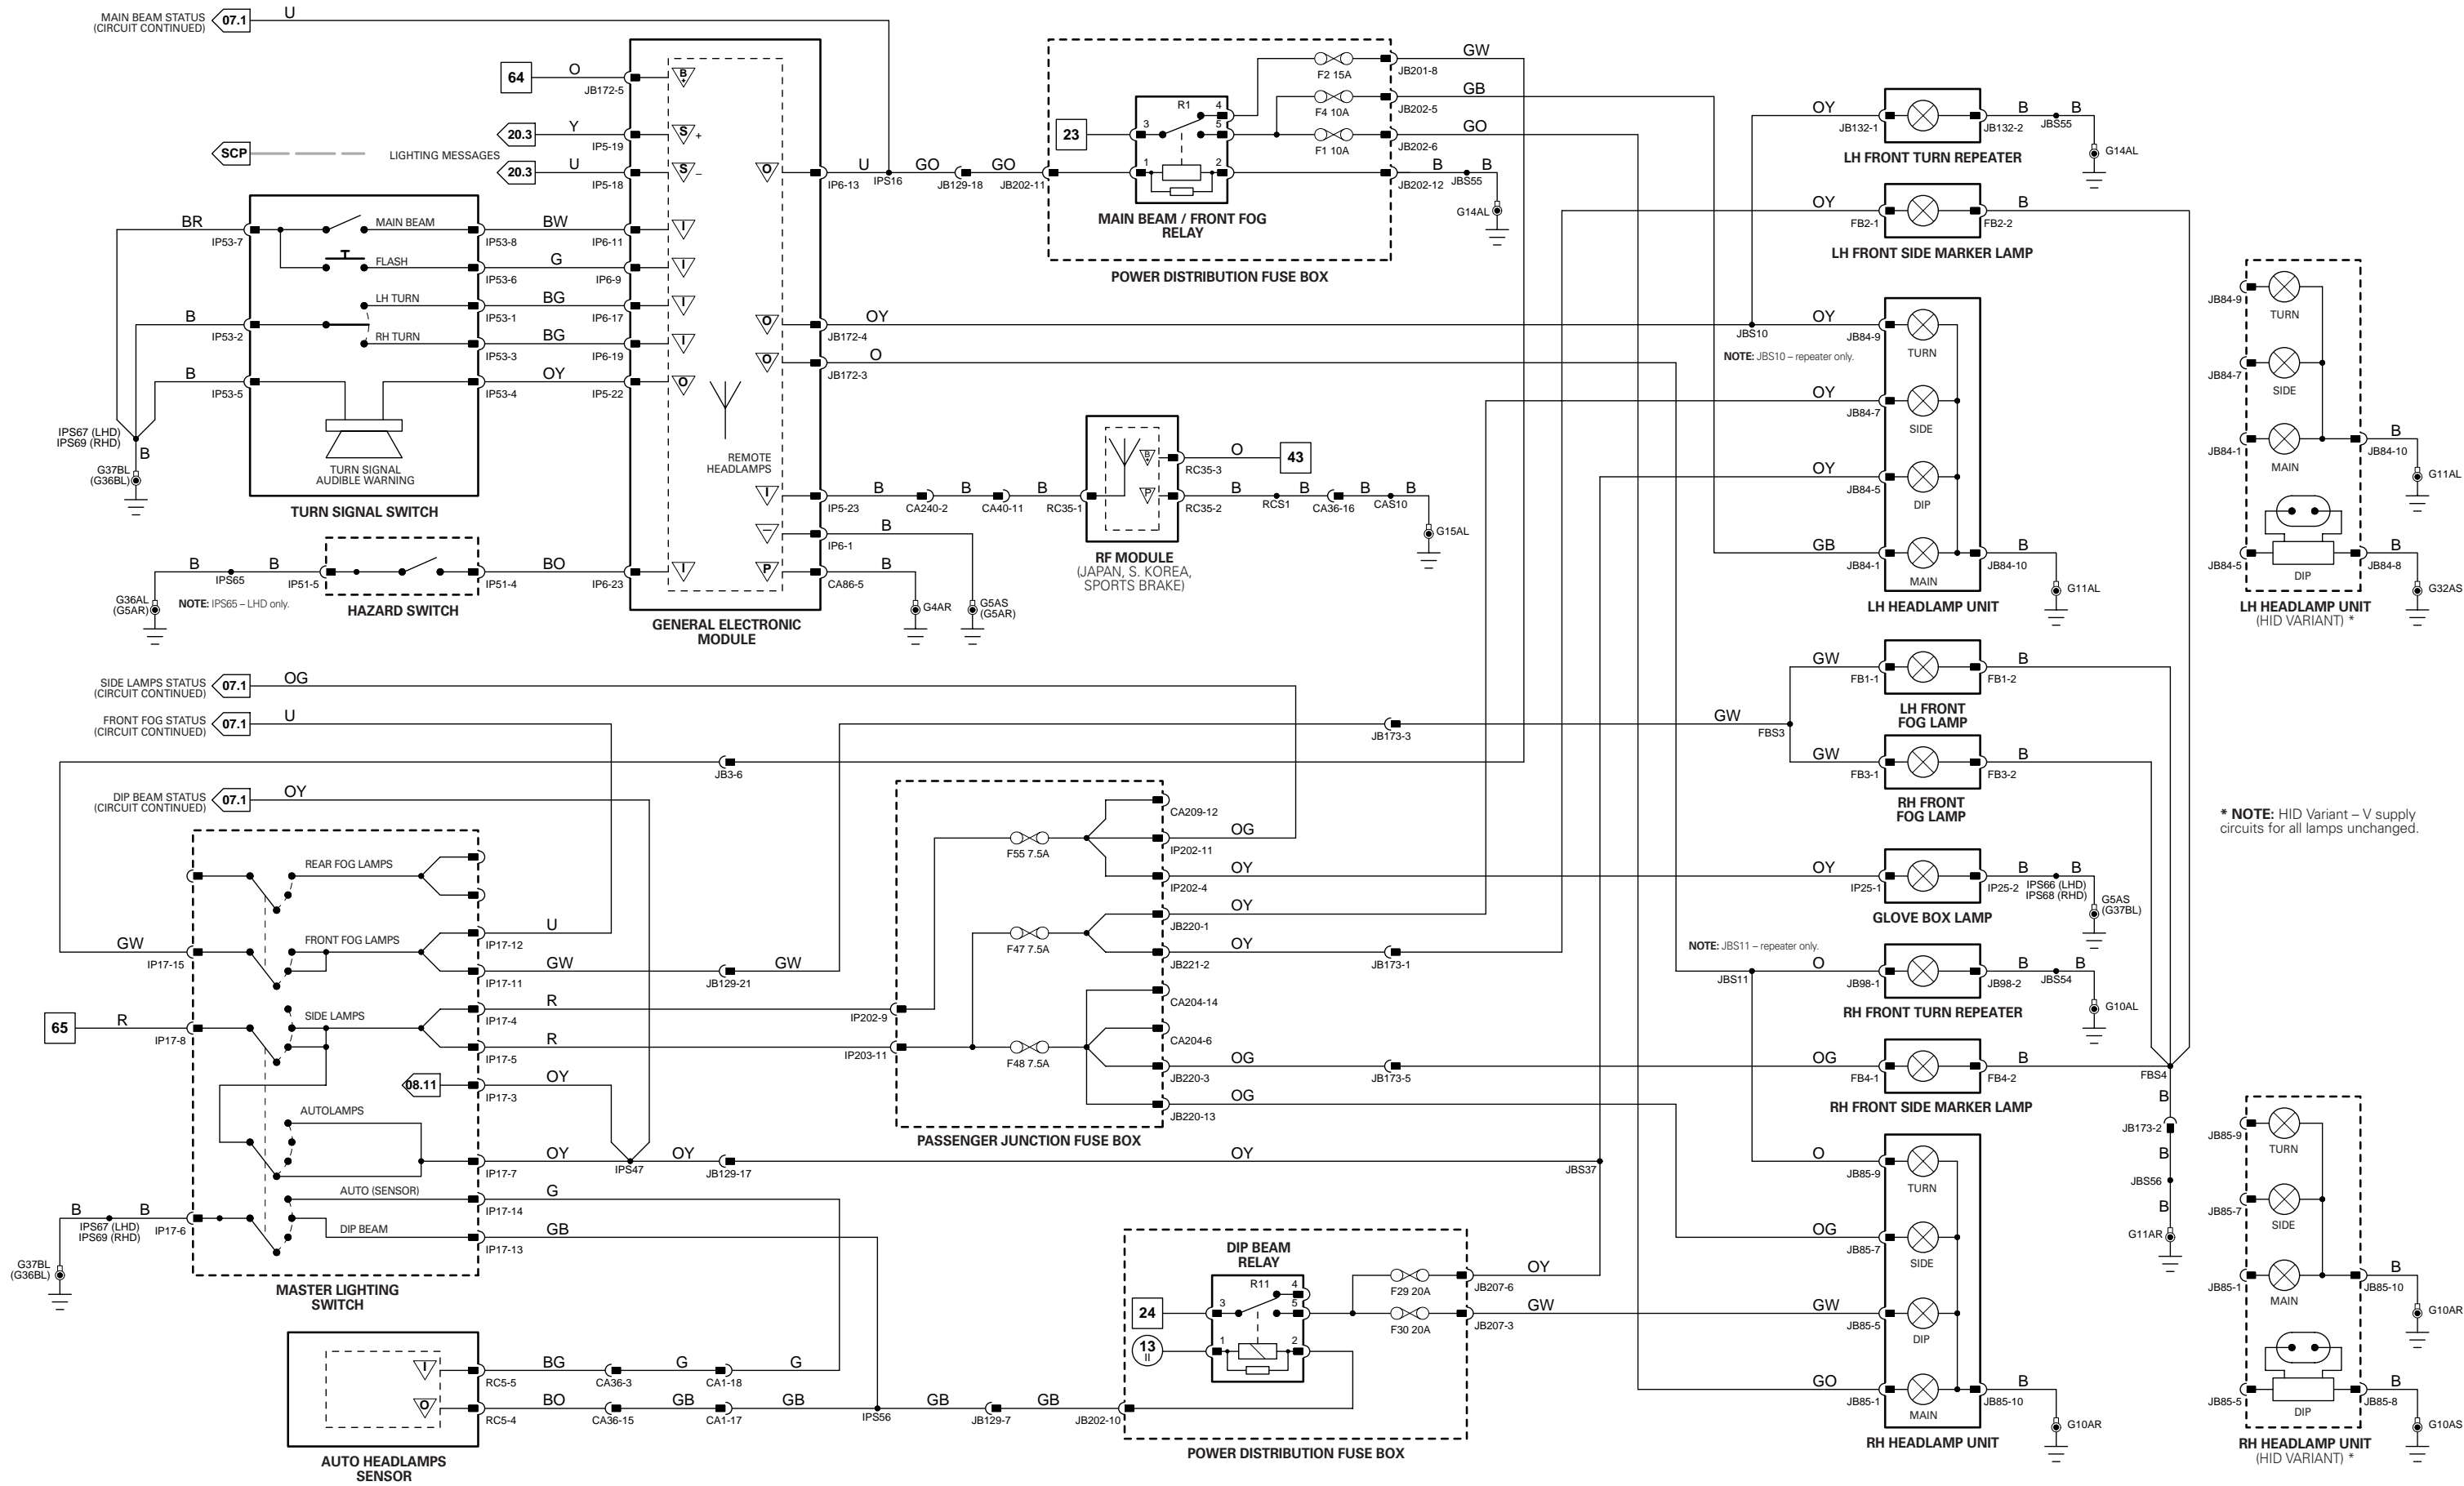 MAIN BEAM STATUS
(CIRCUIT CONTINUED)
07.1
U
64
O
JB172-5
B
+
20.3
Y
IP5-19
S
+
SCP
LIGHTING MESSAGES
20.3
U
IP5-18
S
–
O
IP6-13
U
IPS16
GO
JB129-18
GO
JB202-11
BR
IP53-7
MAIN BEAM
IP53-8
BW
IP6-11
I
FLASH
IP53-6
G
IP6-9
I
LH TURN
IP53-1
BG
IP6-17
I
B
IP53-2
RH TURN
IP53-3
BG
IP6-19
I
B
IP53-5
IP53-4
OY
IP5-22
O
IPS67 (LHD)
IPS69 (RHD)
B
G37BL
(G36BL)
TURN SIGNAL
AUDIBLE WARNING
TURN SIGNAL SWITCH
B
IPS65
B
IP51-5
IP51-4
BO
IP6-23
I
G36AL
(G5AR)
NOTE: IPS65 – LHD only.
HAZARD SWITCH
O
JB172-4
OY
O
JB172-3
O
REMOTE
HEADLAMPS
I
IP5-23
B
CA240-2
B
CA40-11
B
RC35-1
–
IP6-1
B
P
CA86-5
B
G4AR
G5AS
(G5AR)
GENERAL ELECTRONIC
MODULE
B
+
RC35-3
O
43
P
RC35-2
B
RCS1
B
CA36-16
B
CAS10
B
G15AL
RF MODULE
(JAPAN, S. KOREA,
SPORTS BRAKE)
23
R1
3
4
5
1
2
F2 15A
JB201-8
GW
F4 10A
JB202-5
GB
F1 10A
JB202-6
GO
JB202-12
B
JBS55
B
G14AL
MAIN BEAM / FRONT FOG
RELAY
POWER DISTRIBUTION FUSE BOX
OY
JB132-1
JB132-2
B
JBS55
B
G14AL
LH FRONT TURN REPEATER
OY
FB2-1
FB2-2
B
LH FRONT SIDE MARKER LAMP
JBS10
NOTE: JBS10 – repeater only.
OY
JB84-9
TURN
OY
JB84-7
SIDE
OY
JB84-5
DIP
GB
JB84-1
MAIN
JB84-10
B
G11AL
LH HEADLAMP UNIT
JB84-9
TURN
JB84-7
SIDE
JB84-1
MAIN
JB84-10
B
G11AL
JB84-5
DIP
JB84-8
B
G32AS
LH HEADLAMP UNIT
(HID VARIANT) *
SIDE LAMPS STATUS
(CIRCUIT CONTINUED)
07.1
OG
FRONT FOG STATUS
(CIRCUIT CONTINUED)
07.1
U
JB173-3
GW
FBS3
JB3-6
DIP BEAM STATUS
(CIRCUIT CONTINUED)
07.1
OY
GW
FB1-1
FB1-2
B
LH FRONT
FOG LAMP
GW
FB3-1
FB3-2
B
RH FRONT
FOG LAMP
* NOTE: HID Variant – V supply
circuits for all lamps unchanged.
REAR FOG LAMPS
GW
IP17-15
FRONT FOG LAMPS
IP17-12
U
IP17-11
GW
JB129-21
GW
65
R
IP17-8
SIDE LAMPS
IP17-4
R
IP202-9
IP17-5
R
IP203-11
08.11
IP17-3
OY
AUTOLAMPS
IP17-7
OY
IPS47
OY
JB129-17
OY
JBS37
AUTO (SENSOR)
IP17-14
G
B
IPS67 (LHD)
IPS69 (RHD)
B
IP17-6
DIP BEAM
IP17-13
GB
G37BL
(G36BL)
MASTER LIGHTING
SWITCH
F55 7.5A
CA209-12
IP202-11
OG
IP202-4
OY
F47 7.5A
JB220-1
OY
JB221-2
OY
JB173-1
CA204-14
CA204-6
F48 7.5A
JB220-3
OG
JB173-5
JB220-13
OG
PASSENGER JUNCTION FUSE BOX
OY
IP25-1
IP25-2
B
IPS66 (LHD)
IPS68 (RHD)
B
G5AS
(G37BL)
GLOVE BOX LAMP
NOTE: JBS11 – repeater only.
JBS11
O
JB98-1
JB98-2
B
JBS54
B
G10AL
RH FRONT TURN REPEATER
OG
FB4-1
FB4-2
B
FBS4
RH FRONT SIDE MARKER LAMP
B
JB173-2
B
JBS56
B
G11AR
O
JB85-9
TURN
OG
JB85-7
SIDE
GW
JB85-5
DIP
GO
JB85-1
MAIN
JB85-10
B
G10AR
RH HEADLAMP UNIT
JB85-9
TURN
JB85-7
SIDE
JB85-1
MAIN
JB85-10
B
G10AR
JB85-5
DIP
JB85-8
B
G10AS
RH HEADLAMP UNIT
(HID VARIANT) *
DIP BEAM
RELAY
R11
24
3
4
5
13
II
1
2
F29 20A
JB207-6
OY
F30 20A
JB207-3
GW
POWER DISTRIBUTION FUSE BOX
I
RC5-5
BG
CA36-3
G
CA1-18
G
O
RC5-4
BO
CA36-15
GB
CA1-17
GB
IPS56
GB
JB129-7
GB
JB202-10
AUTO HEADLAMPS
SENSOR